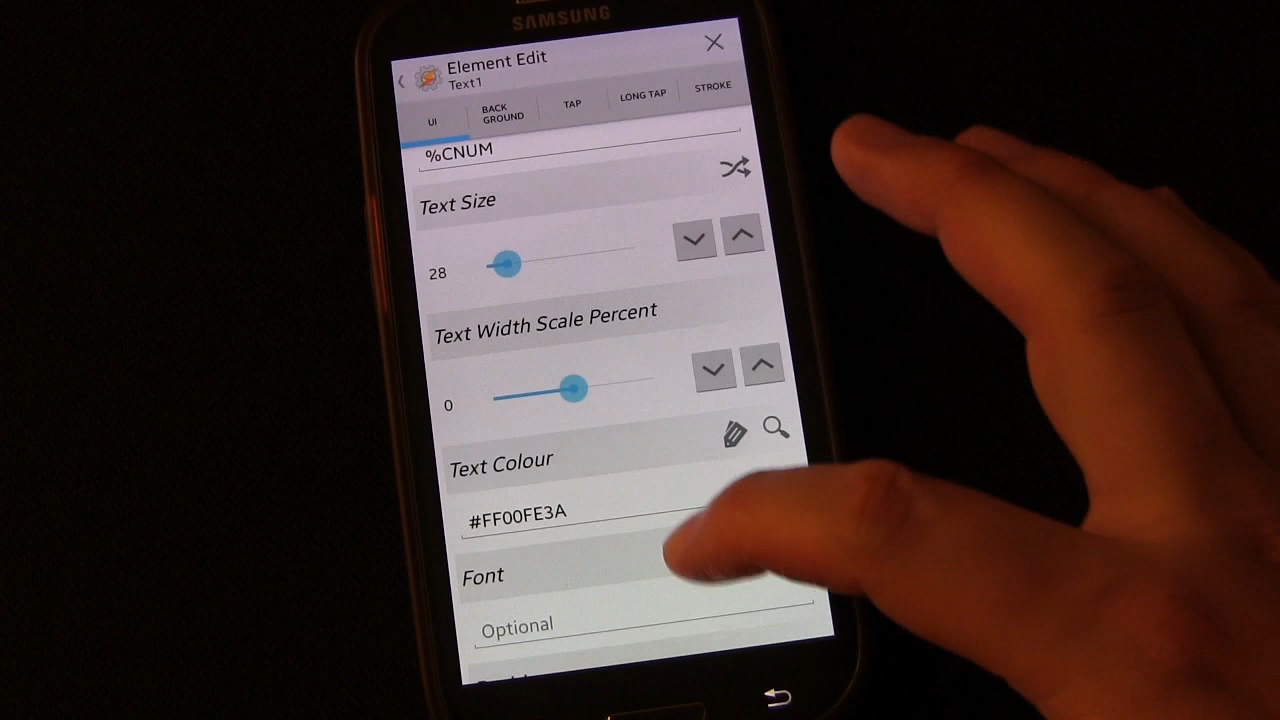 SAMSUNG
Element Edit
Text1
UI
BACK
GROUND
TAP
LONG TAP
STROKE
%CNUM
Text Size
28
Text Width Scale Percent
0
Text Colour
#FF00FE3A
Font
Optional